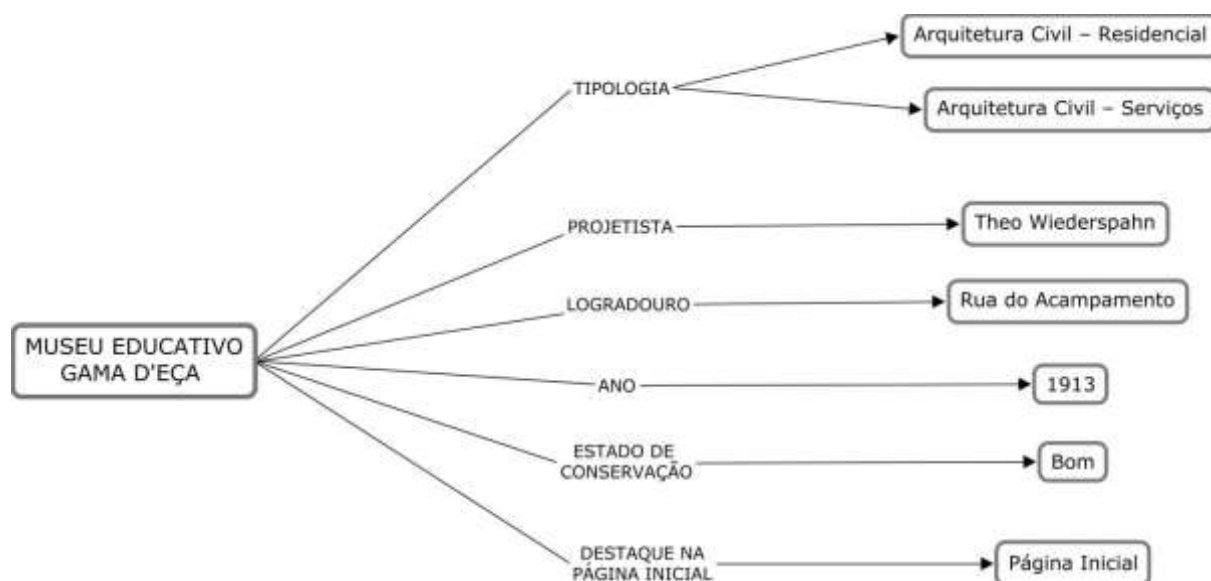 Arquitetura Civil – Residencial
TIPOLOGIA
Arquitetura Civil – Serviços
PROJETISTA
Theo Wiederspahn
LOGRADOURO
Rua do Acampamento
MUSEU EDUCATIVO
GAMA D'EÇA
ANO
1913
ESTADO DE
CONSERVAÇÃO
Bom
DESTAQUE NA
PÁGINA INICIAL
Página Inicial